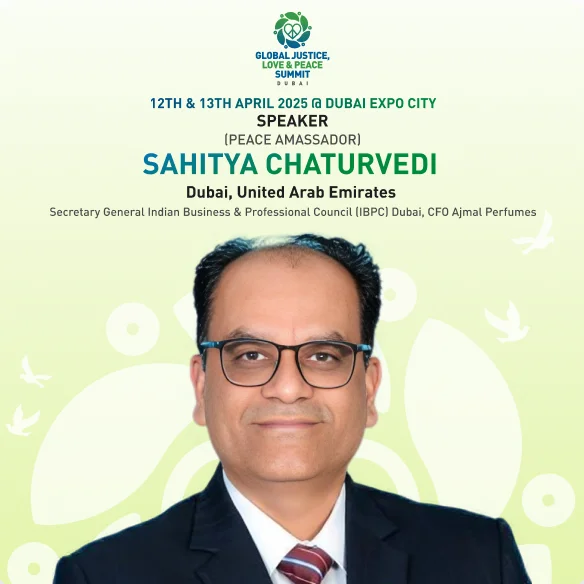 GLOBAL JUSTICE,
LOVE & PEACE
SUMMIT
DUBAI
12TH & 13TH APRIL 2025 @ DUBAI EXPO CITY
SPEAKER
(PEACE AMASSADOR)
SAHITYA CHATURVEDI
Dubai, United Arab Emirates
Secretary General Indian Business & Professional Council (IBPC) Dubai, CFO Ajmal Perfumes